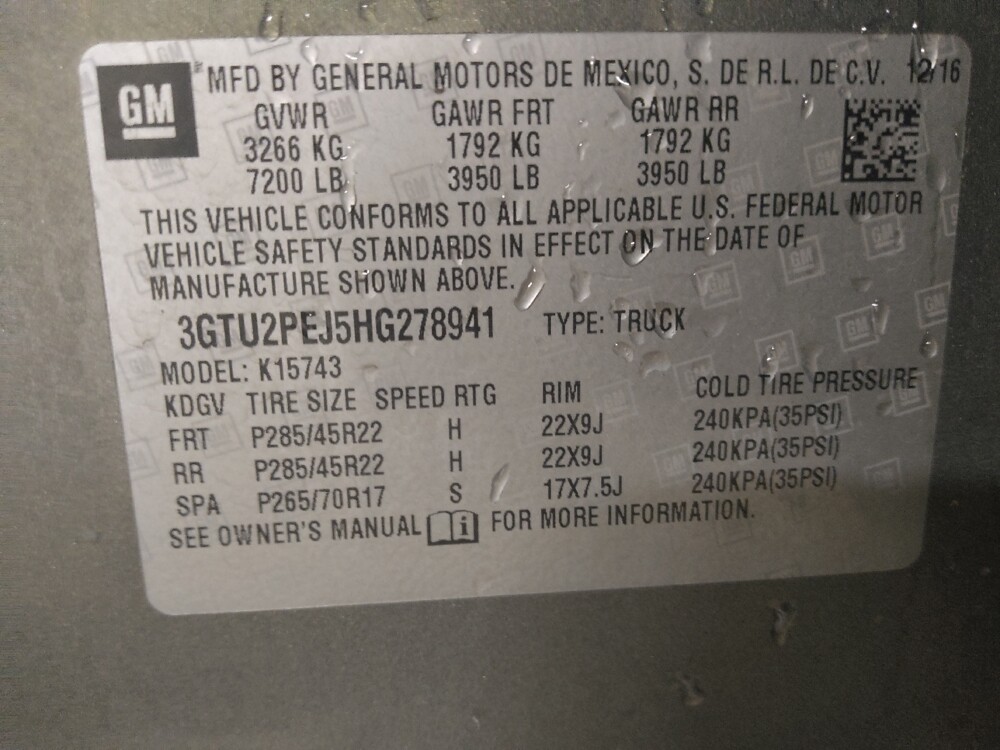 GM
MFD BY GENERAL MOTORS DE MEXICO, S. DE R.L. DE C.V. 12/16
GVWR GAWR FRT GAWR RR
3266 KG 1792 KG 1792 KG
7200 LB 3950 LB 3950 LB
THIS VEHICLE CONFORMS TO ALL APPLICABLE U.S. FEDERAL MOTOR
VEHICLE SAFETY STANDARDS IN EFFECT ON THE DATE OF
MANUFACTURE SHOWN ABOVE.
3GTU2PEJ5HG278941 TYPE: TRUCK
MODEL: K15743
KDGV TIRE SIZE SPEED RTG RIM COLD TIRE PRESSURE
FRT P285/45R22 H 22X9J 240KPA(35PSI)
RR P285/45R22 H 22X9J 240KPA(35PSI)
SPA P265/70R17 S 17X7.5J 240KPA(35PSI)
SEE OWNER'S MANUAL i FOR MORE INFORMATION.